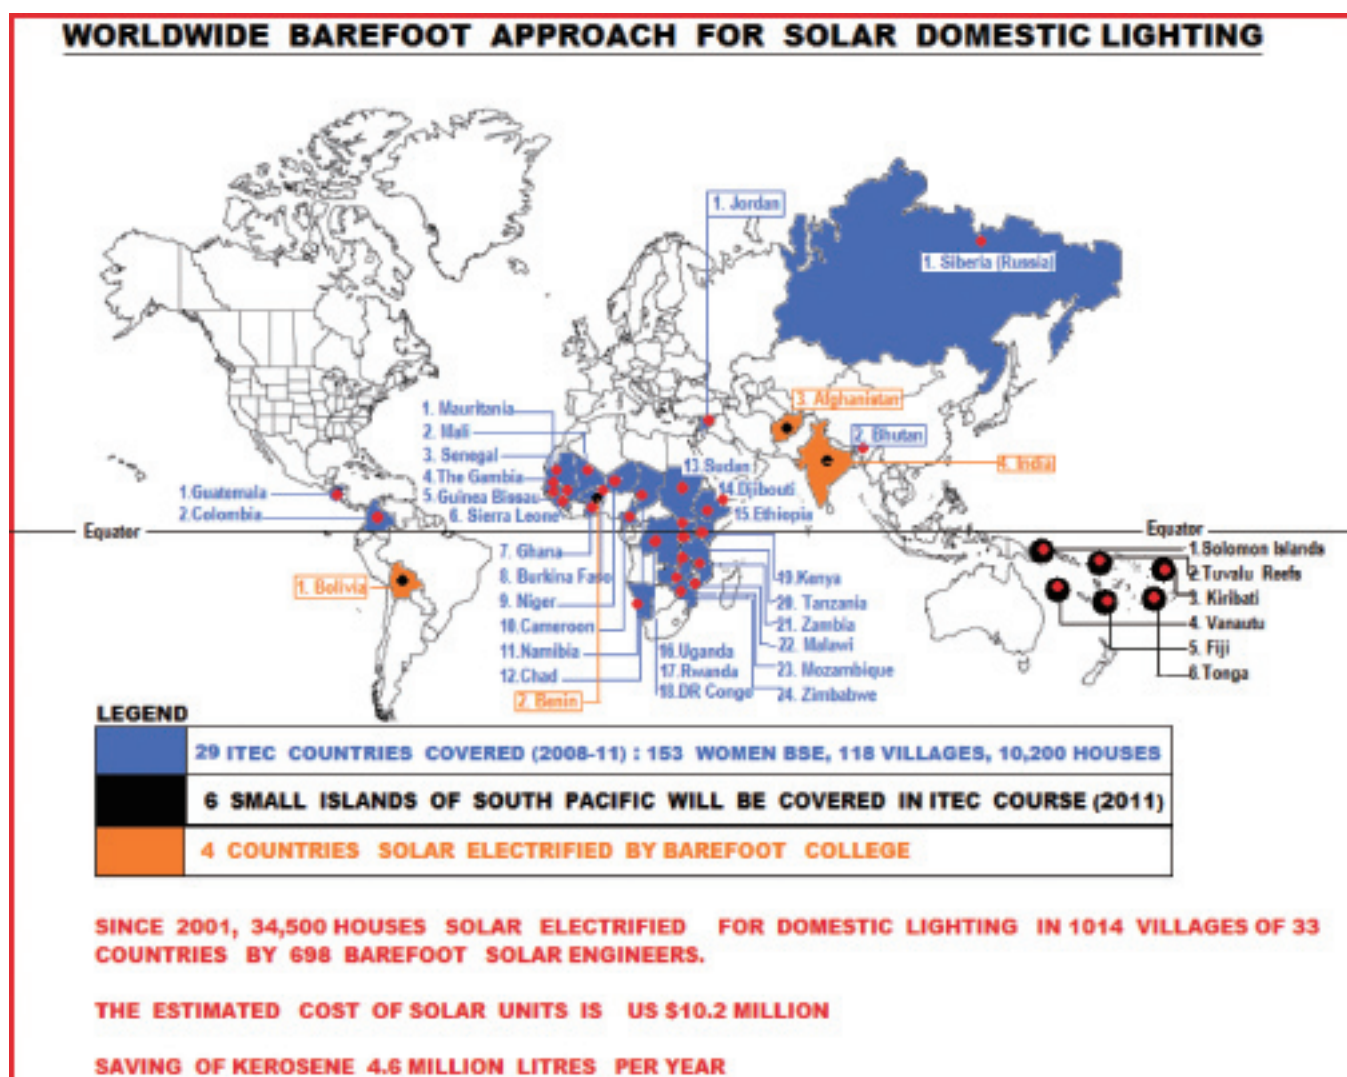 WORLDWIDE BAREFOOT APPROACH FOR SOLAR DOMESTIC LIGHTING
1. Jordan
1. Siberia (Russia)
3. Afghanistan
2. Bhutan
4. India
1. Mauritania
2. Mali
3. Senegal
4.The Gambia
5.Guinea Bissau
6. Sierra Leone
13.Sudan
14.Djibouti
15.Ethiopia
1.Guatemala
2.Colombia
Equator
Equator
1. Bolivia
7. Ghana
8. Burkina Faso
9. Niger
10.Cameroon
11.Namibia
12.Chad
2. Benin
16.Uganda
17.Rwanda
18.DR Congo
19.Kenya
20. Tanzania
21. Zambia
22. Malawi
23. Mozambique
24. Zimbabwe
1.Solomon Islands
2.Tuvalu Reefs
3. Kiribati
4. Vanautu
5. Fiji
6.Tonga
LEGEND
29 ITEC COUNTRIES COVERED (2008-11) : 153 WOMEN BSE, 118 VILLAGES, 10,200 HOUSES
6 SMALL ISLANDS OF SOUTH PACIFIC WILL BE COVERED IN ITEC COURSE (2011)
4 COUNTRIES SOLAR ELECTRIFIED BY BAREFOOT COLLEGE
SINCE 2001, 34,500 HOUSES SOLAR ELECTRIFIED FOR DOMESTIC LIGHTING IN 1014 VILLAGES OF 33
COUNTRIES BY 698 BAREFOOT SOLAR ENGINEERS.
THE ESTIMATED COST OF SOLAR UNITS IS US $10.2 MILLION
SAVING OF KEROSENE 4.6 MILLION LITRES PER YEAR